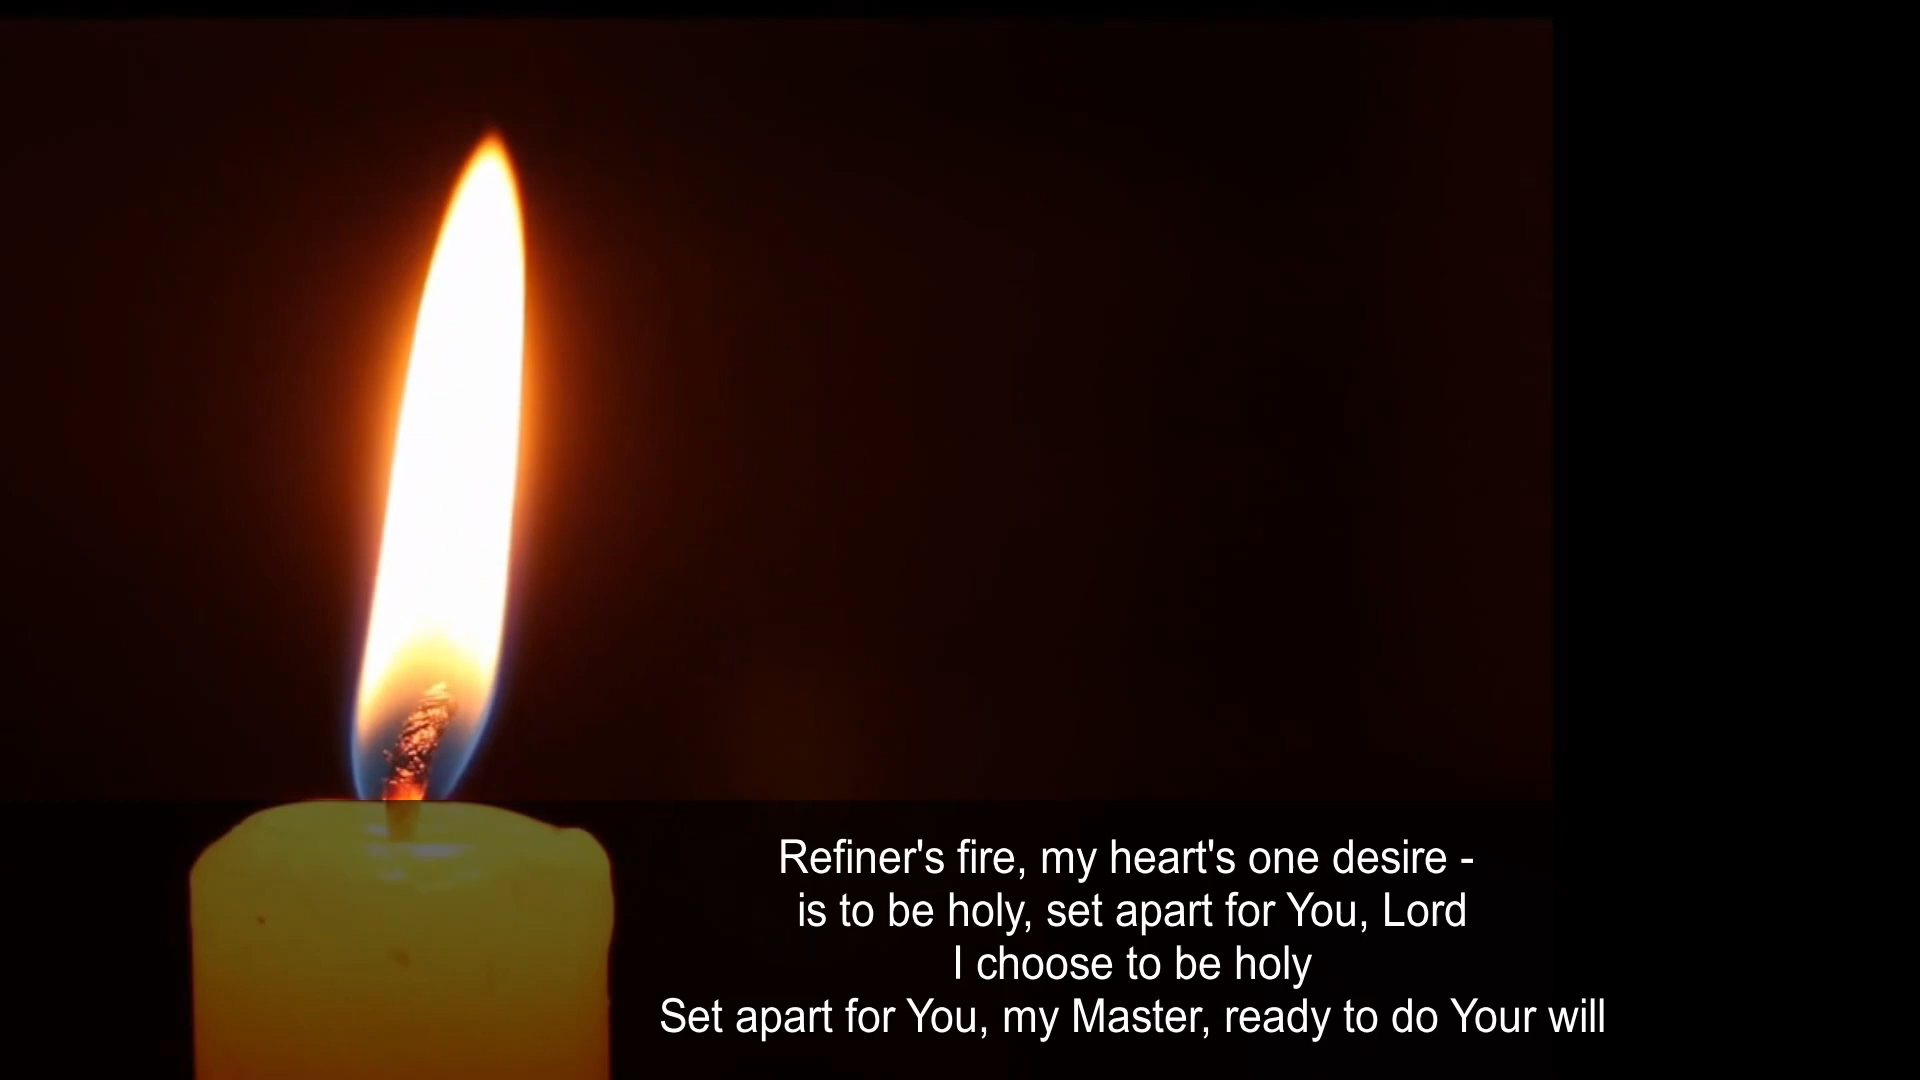 Refiner's fire, my heart's one desire -
is to be holy, set apart for You, Lord
I choose to be holy
Set apart for You, my Master, ready to do Your will